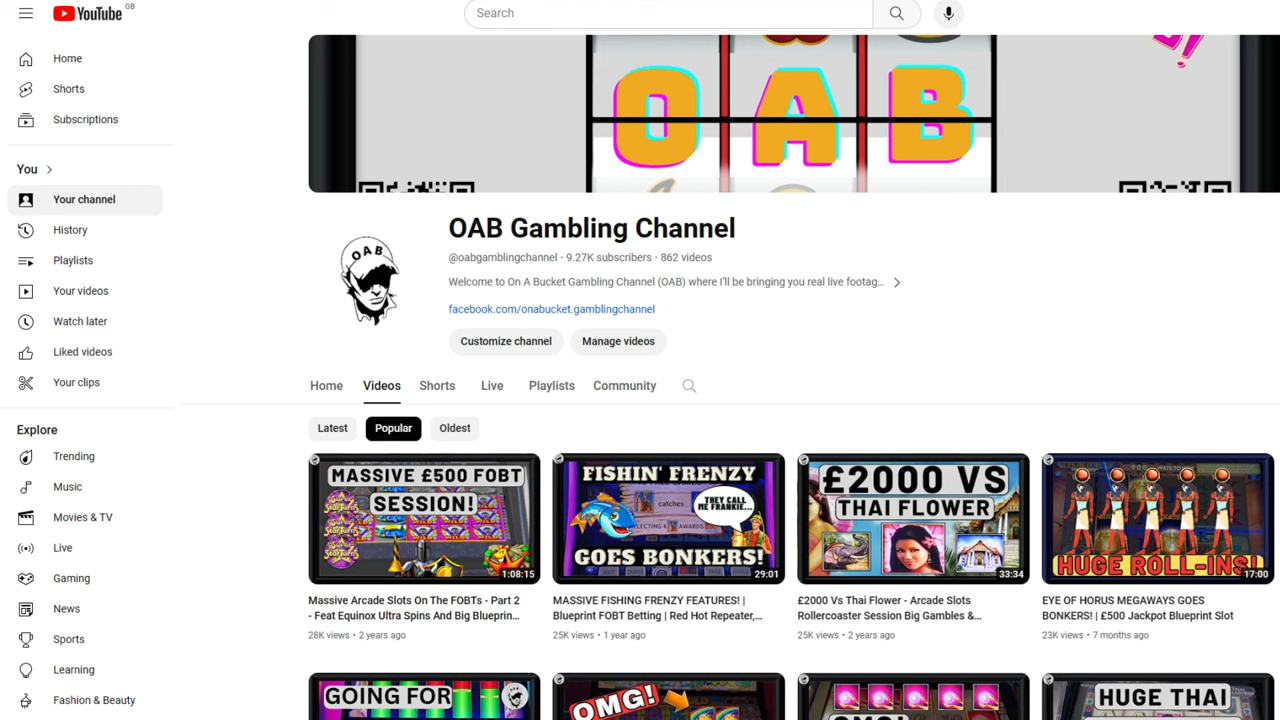 YouTube GB
Search
Home
Shorts
Subscriptions
You
Your channel
History
Playlists
Your videos
Watch later
Liked videos
Your clips
Explore
Trending
Music
Movies & TV
Live
Gaming
News
Sports
Learning
Fashion & Beauty
OAB
OAB
OAB Gambling Channel
@oabgamblingchannel · 9.27K subscribers · 862 videos
Welcome to On A Bucket Gambling Channel (OAB) where I'll be bringing you real live footag...
facebook.com/onabucket.gamblingchannel
Customize channel
Manage videos
Home
Videos
Shorts
Live
Playlists
Community
Latest
Popular
Oldest
MASSIVE £500 FOBT
SESSION!
1:08:15
Massive Arcade Slots On The FOBTs - Part 2
- Feat Equinox Ultra Spins And Big Blueprin...
28K views • 2 years ago
FISHIN' FRENZY
catches
THEY CALL
ME FRANKIE...
GOES BONKERS!
29:01
MASSIVE FISHING FRENZY FEATURES! |
Blueprint FOBT Betting | Red Hot Repeater,...
25K views • 1 year ago
£2000 VS
THAI FLOWER
33:34
£2000 Vs Thai Flower - Arcade Slots
Rollercoaster Session Big Gambles &...
25K views • 2 years ago
HUGE ROLL-INS!
17:00
EYE OF HORUS MEGAWAYS GOES
BONKERS! | £500 Jackpot Blueprint Slot
23K views • 7 months ago
GOING FOR
OMG!
HUGE THAI